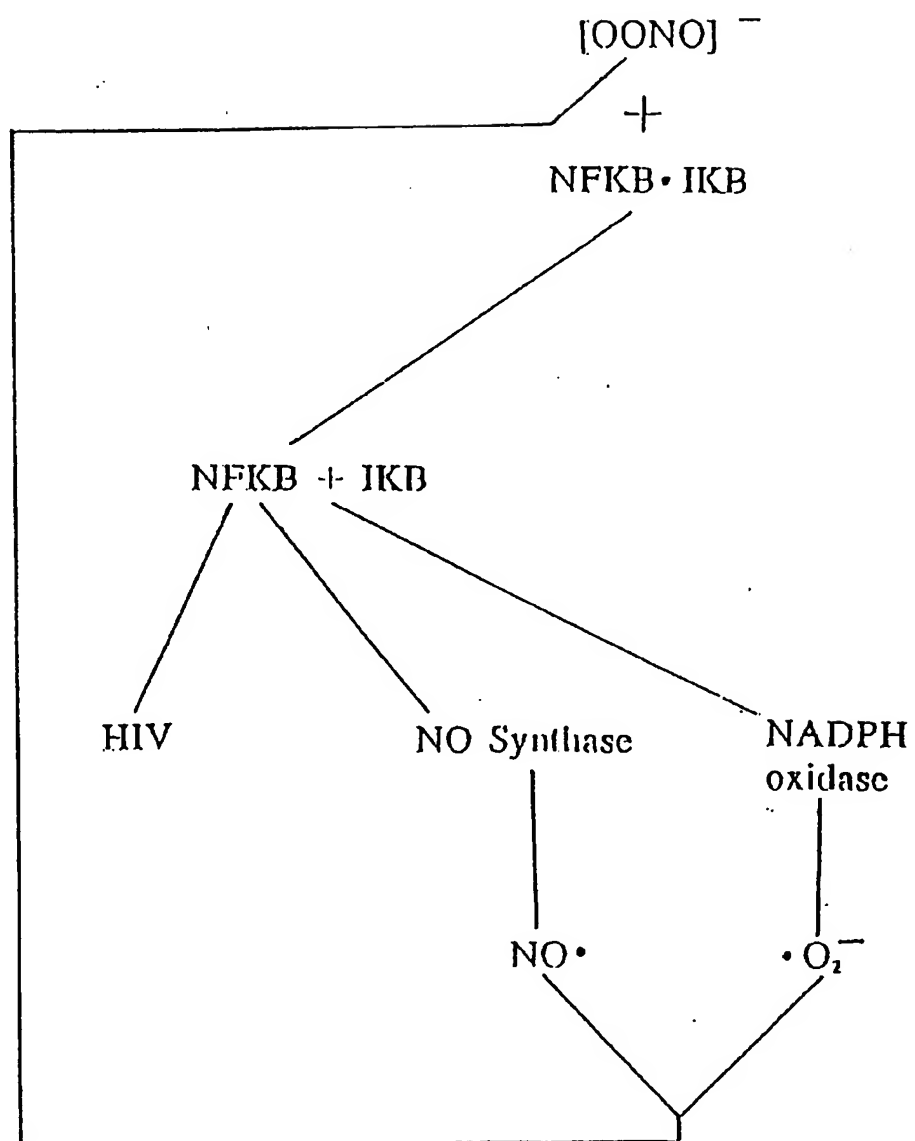 [OONO] −
+
NFKB • IKB
NFKB + IKB
HIV NO Synthase NADPH
oxidase
NO• •O₂−